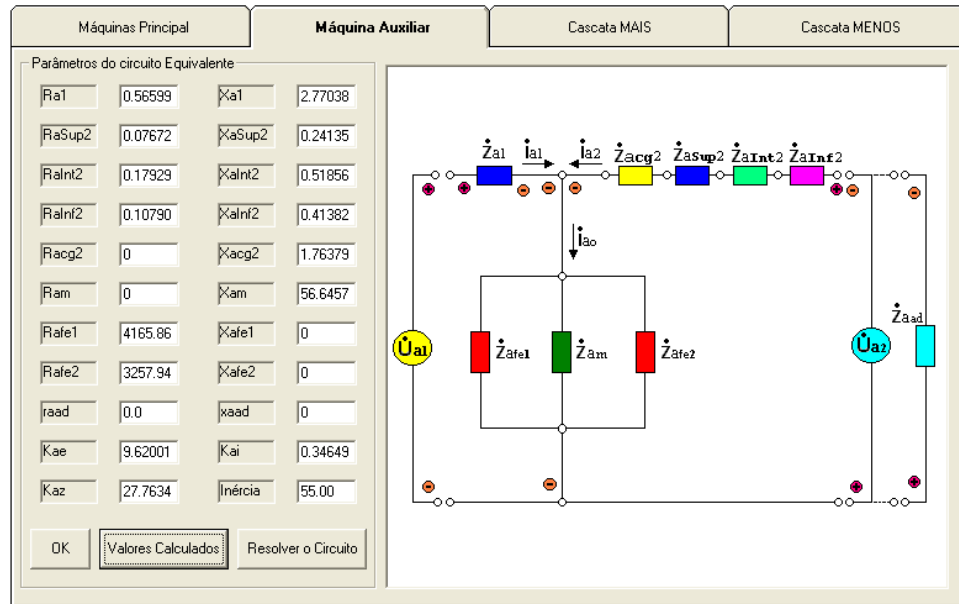 Máquinas Principal
Máquina Auxiliar
Cascata MAIS
Cascata MENOS
Parâmetros do circuito Equivalente
Ra1 0.56599 Xa1 2.77038
RaSup2 0.07672 XaSup2 0.24135
RaInt2 0.17929 XaInt2 0.51856
RaInf2 0.10790 XaInf2 0.41382
Racg2 0 Xacg2 1.76379
Ram 0 Xam 56.6457
Rafe1 4165.86 Xafe1 0
Rafe2 3257.94 Xafe2 0
raad 0.0 xaad 0
Kae 9.62001 Kai 0.34649
Kaz 27.7634 Inércia 55.00
OK
Valores Calculados
Resolver o Circuito
Ża1 İa1 İa2 Żacg2 ŻaSup2 ŻaInt2 ŻaInf2
İao
U̇a1 Żafe1 Żam Żafe2 U̇a2 Żaad